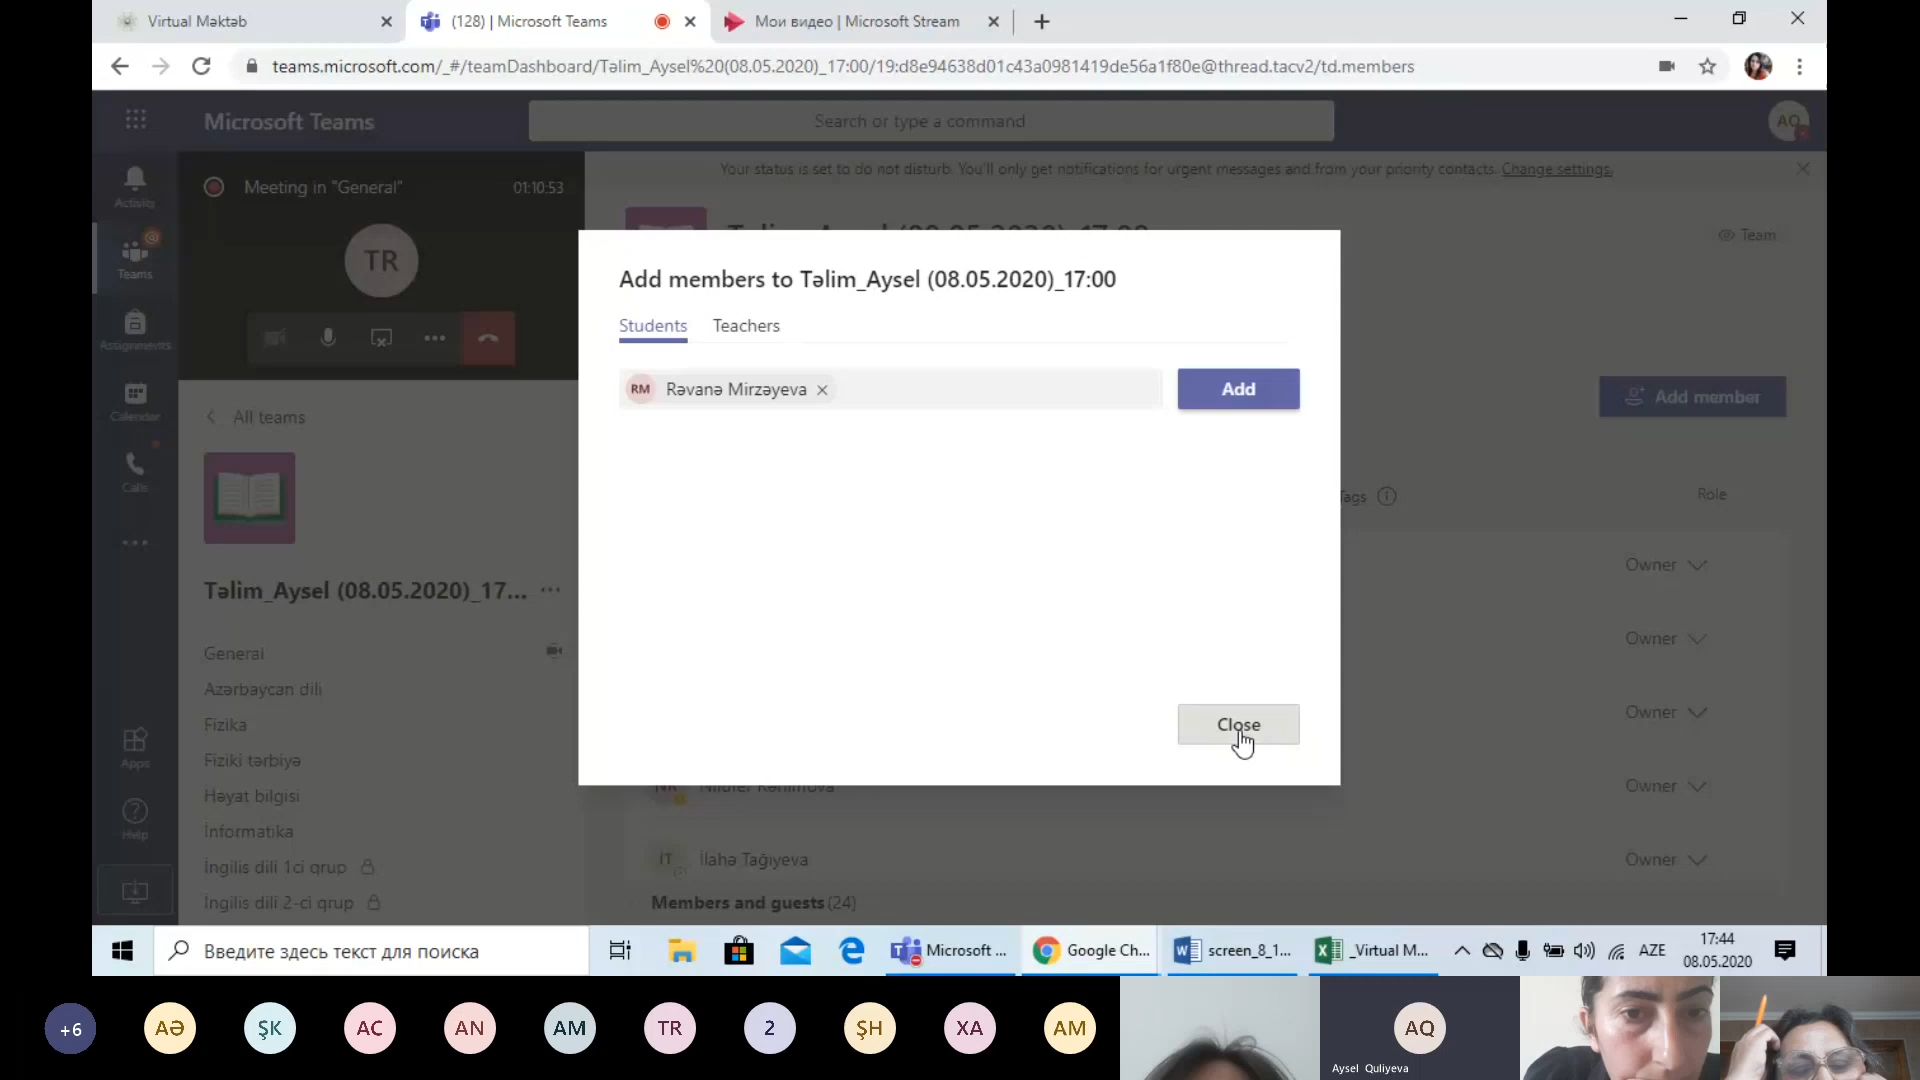 Virtual Məktəb
(128) | Microsoft Teams
Мои видео | Microsoft Stream
teams.microsoft.com/_#/teamDashboard/Təlim_Aysel%20(08.05.2020)_17:00/19:d8e94638d01c43a0981419de56a1f80e@thread.tacv2/td.members
Microsoft Teams
Search or type a command
AQ
Your status is set to do not disturb. You'll only get notifications for urgent messages and from your priority contacts. Change settings.
Activity
Teams
Assignments
Calendar
Calls
Apps
Help
Meeting in "General"
01:10:53
TR
All teams
Təlim_Aysel (08.05.2020)_17...
General
Azərbaycan dili
Fizika
Fiziki tərbiyə
Həyat bilgisi
İnformatika
İngilis dili 1ci qrup
İngilis dili 2-ci qrup
Team
Add members to Təlim_Aysel (08.05.2020)_17:00
Students
Teachers
RM
Rəvanə Mirzəyeva
Add
Close
Add member
Tags
Role
Owner
Owner
Owner
Owner
Owner
İT
İlahə Tağıyeva
Members and guests (24)
Введите здесь текст для поиска
Microsoft ...
Google Ch...
screen_8_1...
_Virtual M...
AZE
17:44
08.05.2020
+6
AƏ
ŞK
AC
AN
AM
TR
2
ŞH
XA
AM
AQ
Aysel Quliyeva